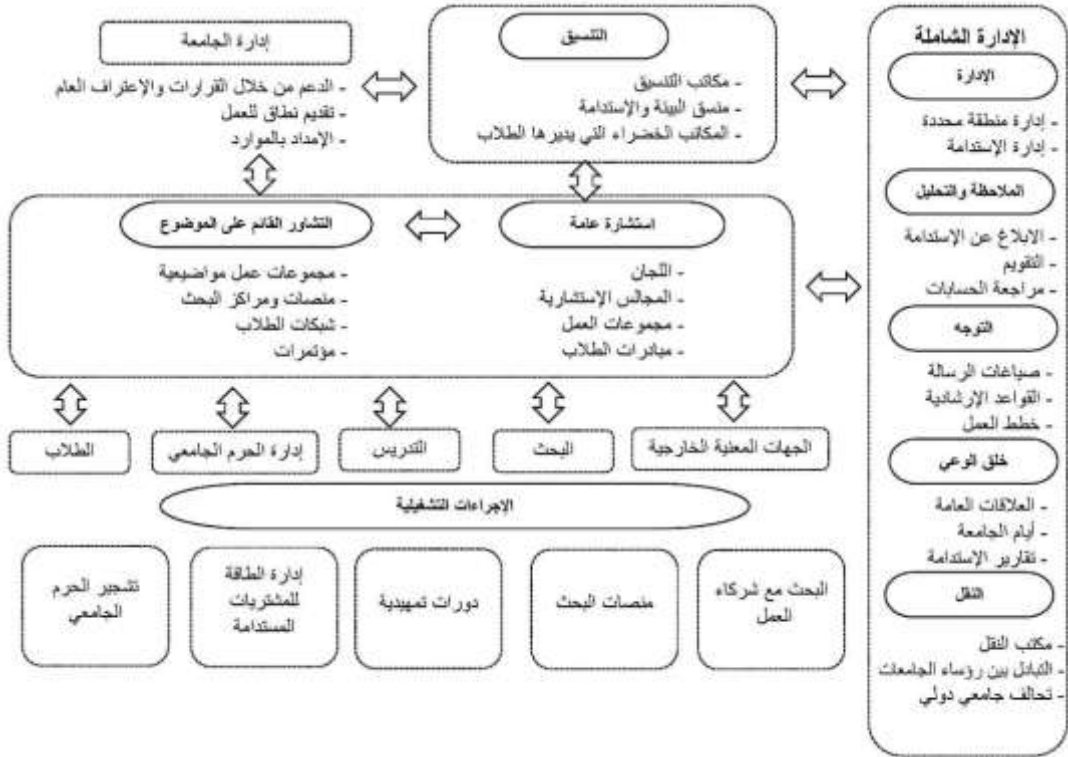 الإدارة الشاملة
الإدارة
- إدارة منطقة محددة
- إدارة الإستدامة
الملاحظة والتحليل
- الابلاغ عن الإستدامة
- التقويم
- مراجعة الحسابات
التوجه
- صياغات الرسالة
- القواعد الإرشادية
- خطط العمل
خلق الوعي
- العلاقات العامة
- أيام الجامعة
- تقارير الإستدامة
النقل
- مكتب النقل
- التبادل بين رؤساء الجامعات
- تحالف جامعي دولي
التنسيق
- مكاتب التنسيق
- منسق البيئة والإستدامة
- المكاتب الخضراء التي يديرها الطلاب
إدارة الجامعة
- الدعم من خلال القرارات والإعتراف العام
- تقديم نطاق للعمل
- الإمداد بالموارد
استشارة عامة
- اللجان
- المجالس الإستشارية
- مجموعات العمل
- مبادرات الطلاب
التشاور القائم على الموضوع
- مجموعات عمل مواضيعية
- منصات ومراكز البحث
- شبكات الطلاب
- مؤتمرات
الجهات المعنية الخارجية
البحث
التدريس
إدارة الحرم الجامعي
الطلاب
الإجراءات التشغيلية
البحث مع شركاء
العمل
منصات البحث
دورات تمهيدية
إدارة الطاقة
للمشتريات
المستدامة
تشجير الحرم
الجامعي